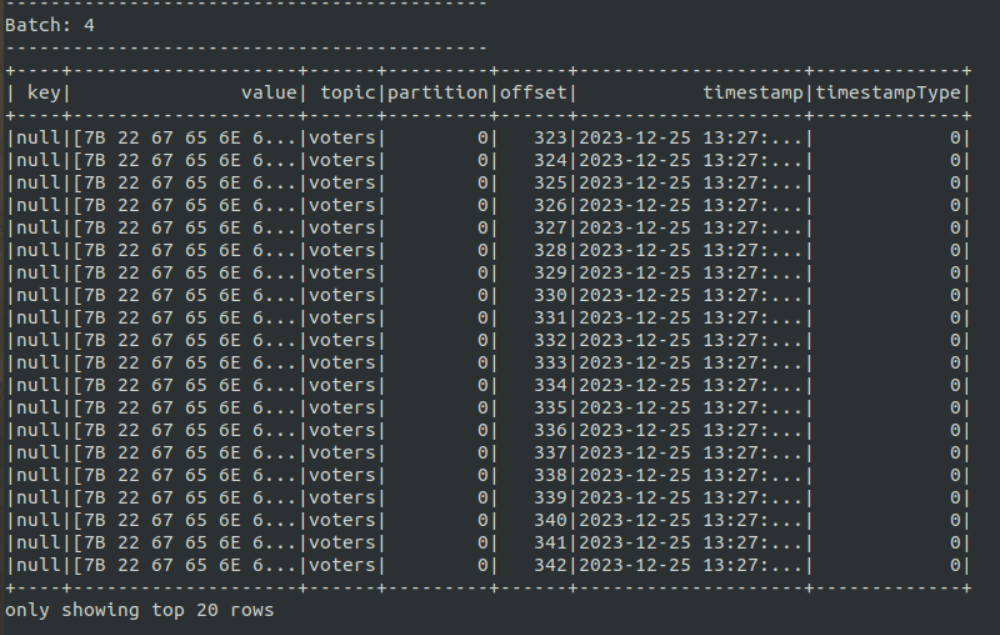 -------------------------------------------
Batch: 4
-------------------------------------------
+----+--------------------+------+---------+------+--------------------+-------------+
| key|               value| topic|partition|offset|           timestamp|timestampType|
+----+--------------------+------+---------+------+--------------------+-------------+
|null|[7B 22 67 65 6E 6...|voters|        0|   323|2023-12-25 13:27:...|            0|
|null|[7B 22 67 65 6E 6...|voters|        0|   324|2023-12-25 13:27:...|            0|
|null|[7B 22 67 65 6E 6...|voters|        0|   325|2023-12-25 13:27:...|            0|
|null|[7B 22 67 65 6E 6...|voters|        0|   326|2023-12-25 13:27:...|            0|
|null|[7B 22 67 65 6E 6...|voters|        0|   327|2023-12-25 13:27:...|            0|
|null|[7B 22 67 65 6E 6...|voters|        0|   328|2023-12-25 13:27:...|            0|
|null|[7B 22 67 65 6E 6...|voters|        0|   329|2023-12-25 13:27:...|            0|
|null|[7B 22 67 65 6E 6...|voters|        0|   330|2023-12-25 13:27:...|            0|
|null|[7B 22 67 65 6E 6...|voters|        0|   331|2023-12-25 13:27:...|            0|
|null|[7B 22 67 65 6E 6...|voters|        0|   332|2023-12-25 13:27:...|            0|
|null|[7B 22 67 65 6E 6...|voters|        0|   333|2023-12-25 13:27:...|            0|
|null|[7B 22 67 65 6E 6...|voters|        0|   334|2023-12-25 13:27:...|            0|
|null|[7B 22 67 65 6E 6...|voters|        0|   335|2023-12-25 13:27:...|            0|
|null|[7B 22 67 65 6E 6...|voters|        0|   336|2023-12-25 13:27:...|            0|
|null|[7B 22 67 65 6E 6...|voters|        0|   337|2023-12-25 13:27:...|            0|
|null|[7B 22 67 65 6E 6...|voters|        0|   338|2023-12-25 13:27:...|            0|
|null|[7B 22 67 65 6E 6...|voters|        0|   339|2023-12-25 13:27:...|            0|
|null|[7B 22 67 65 6E 6...|voters|        0|   340|2023-12-25 13:27:...|            0|
|null|[7B 22 67 65 6E 6...|voters|        0|   341|2023-12-25 13:27:...|            0|
|null|[7B 22 67 65 6E 6...|voters|        0|   342|2023-12-25 13:27:...|            0|
+----+--------------------+------+---------+------+--------------------+-------------+
only showing top 20 rows